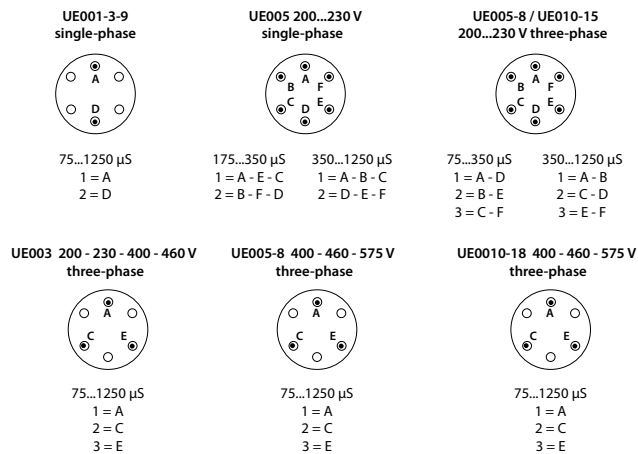 UE001-3-9
single-phase
A
D
75...1250 µS
1 = A
2 = D
UE005 200...230 V
single-phase
A
B F
C E
D
175...350 µS 350...1250 µS
1 = A - E - C 1 = A - B - C
2 = B - F - D 2 = D - E - F
UE005-8 / UE010-15
200...230 V three-phase
A
B F
C E
D
75...350 µS 350...1250 µS
1 = A - D 1 = A - B
2 = B - E 2 = C - D
3 = C - F 3 = E - F
UE003 200 - 230 - 400 - 460 V
three-phase
A
C E
75...1250 µS
1 = A
2 = C
3 = E
UE005-8 400 - 460 - 575 V
three-phase
A
C E
75...1250 µS
1 = A
2 = C
3 = E
UE0010-18 400 - 460 - 575 V
three-phase
A
C E
75...1250 µS
1 = A
2 = C
3 = E